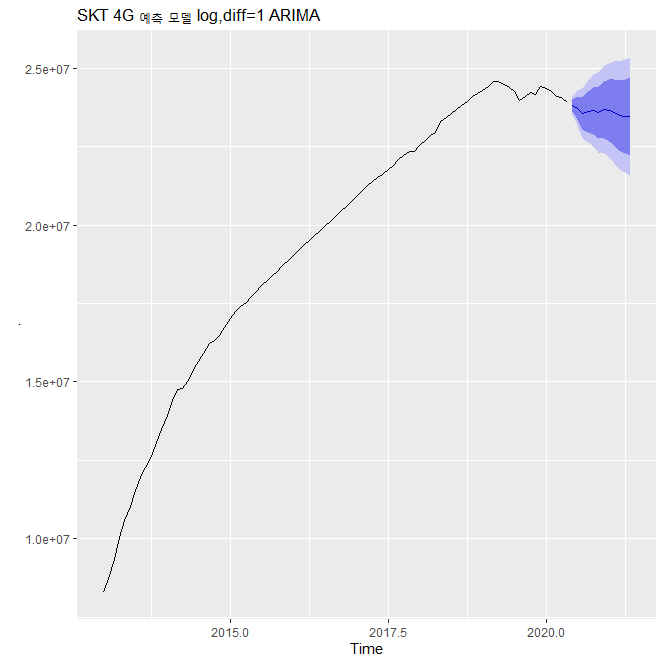 SKT 4G 예측 모델 log,diff=1 ARIMA
2.5e+07
2.0e+07
.
1.5e+07
1.0e+07
2015.0 2017.5 2020.0
Time